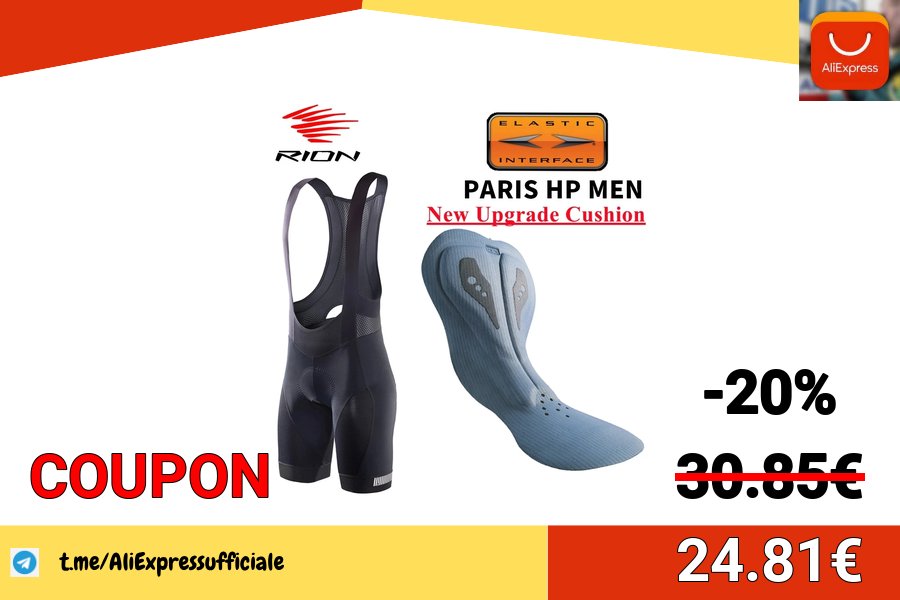 AliExpress
RION
ELASTIC
INTERFACE
PARIS HP MEN
New Upgrade Cushion
-20%
COUPON
30.85€
t.me/AliExpressufficiale
24.81€